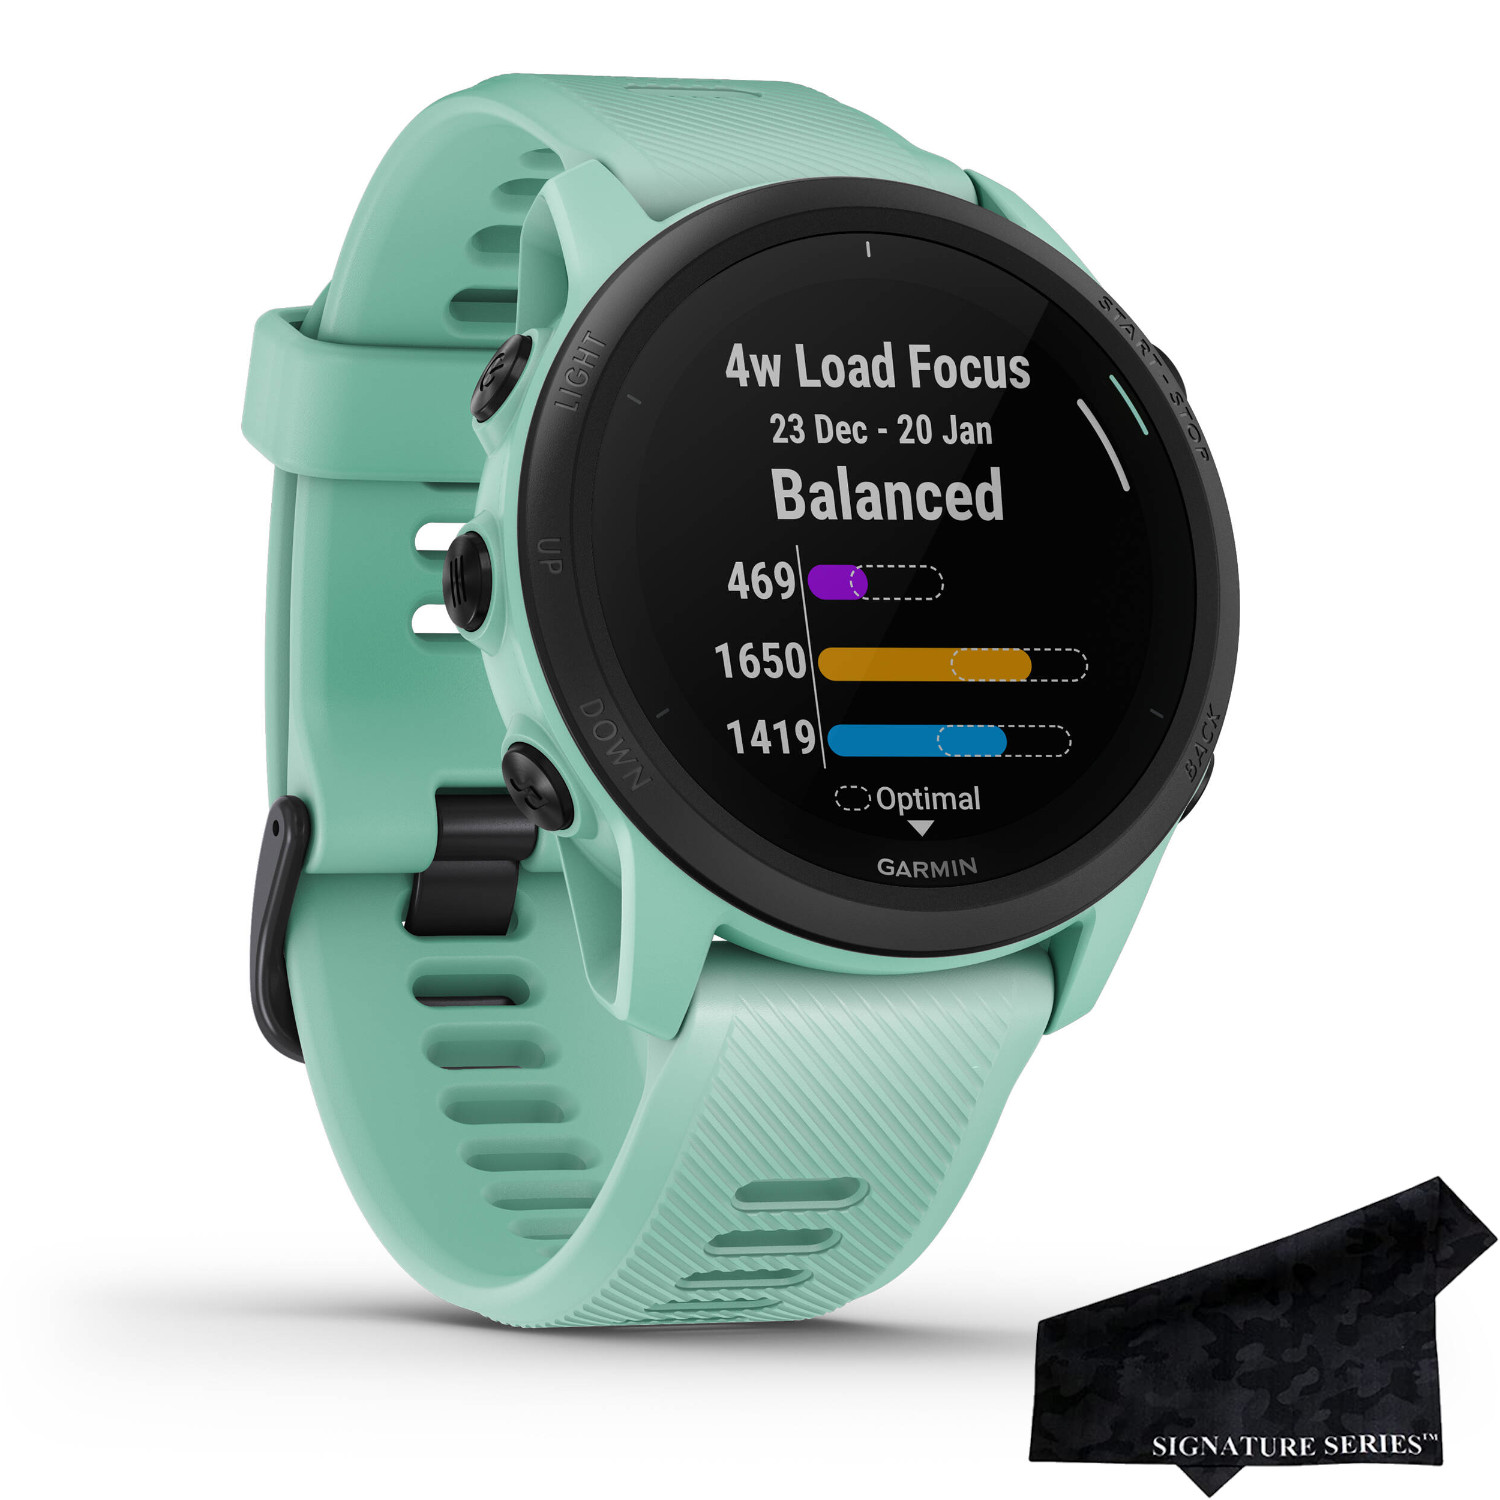 LIGHT
START·STOP
UP
DOWN
BACK
4w Load Focus
23 Dec - 20 Jan
Balanced
469
1650
1419
Optimal
GARMIN
SIGNATURE SERIES™